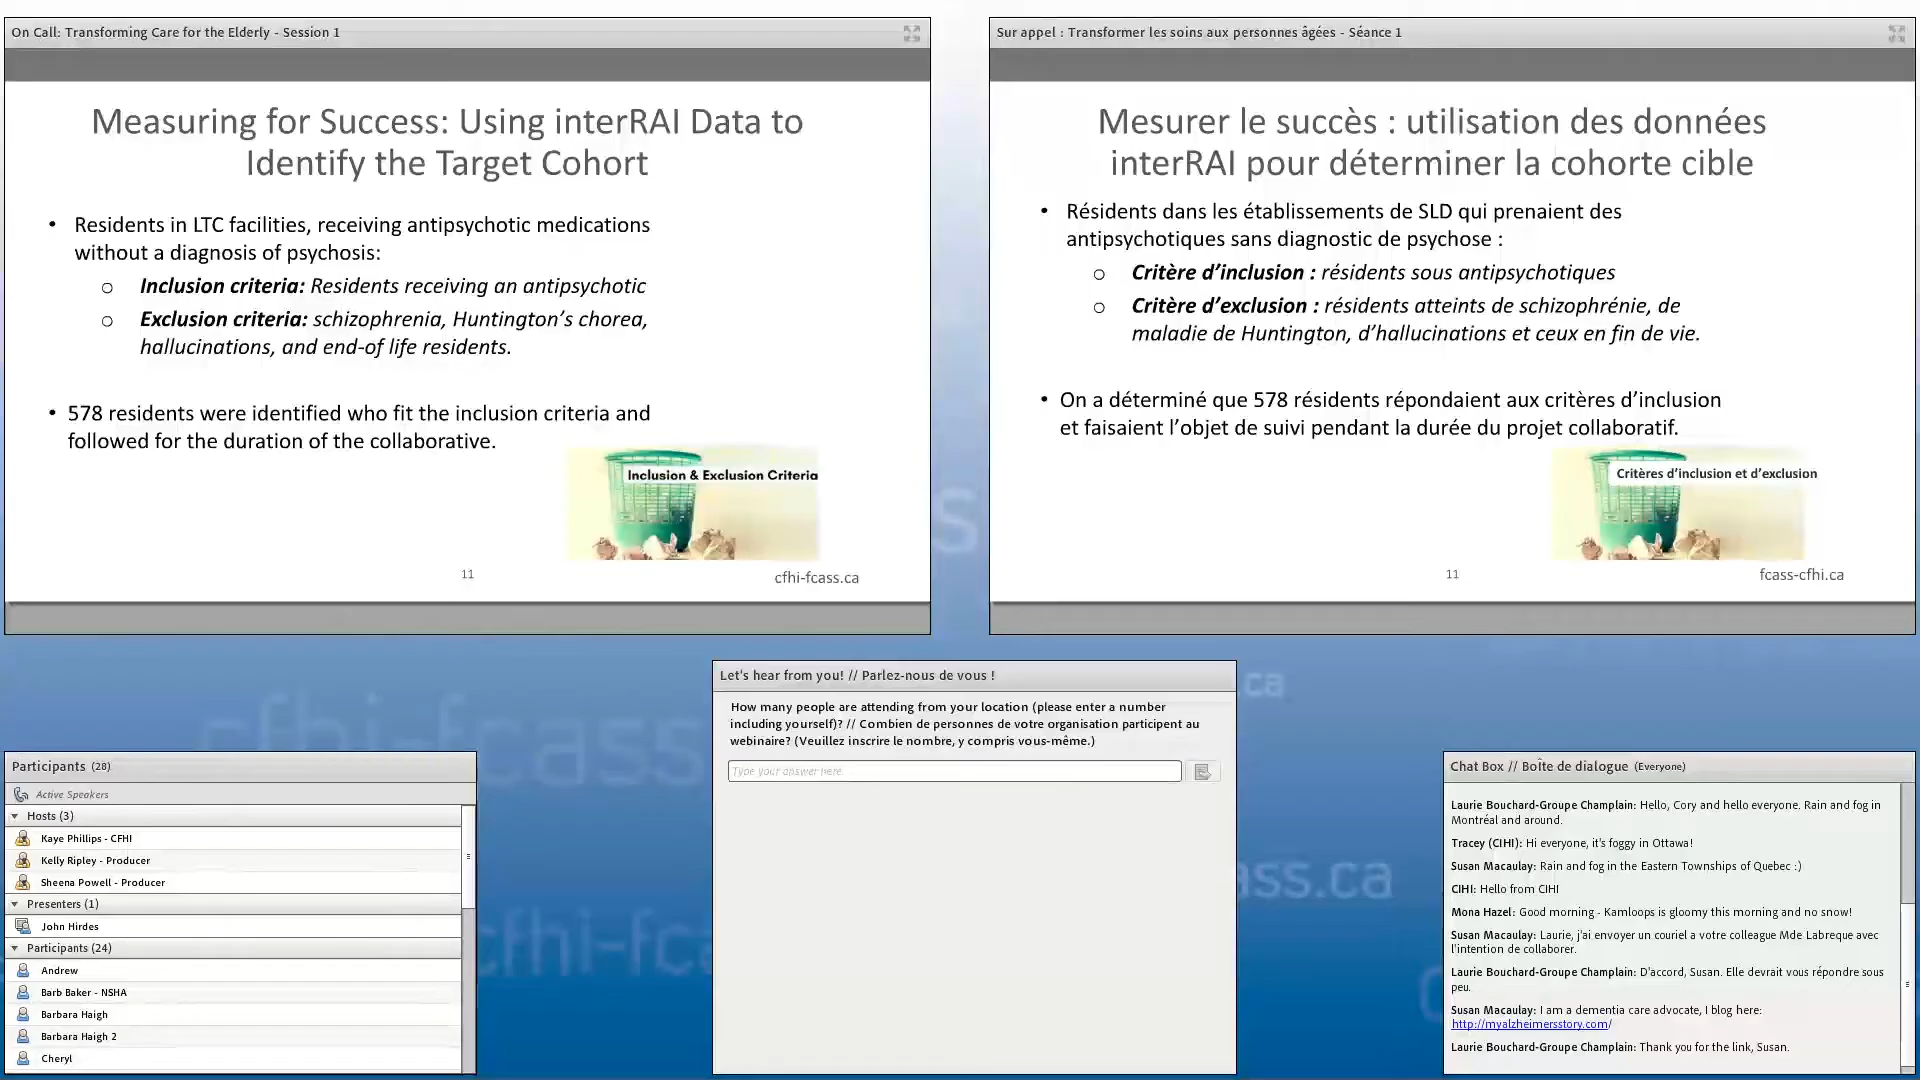 On Call: Transforming Care for the Elderly - Session 1
Measuring for Success: Using interRAI Data to
Identify the Target Cohort
• Residents in LTC facilities, receiving antipsychotic medications
without a diagnosis of psychosis:
o Inclusion criteria: Residents receiving an antipsychotic
o Exclusion criteria: schizophrenia, Huntington's chorea,
hallucinations, and end-of life residents.
• 578 residents were identified who fit the inclusion criteria and
followed for the duration of the collaborative.
Inclusion & Exclusion Criteria
11
cfhi-fcass.ca
Sur appel : Transformer les soins aux personnes âgées - Séance 1
Mesurer le succès : utilisation des données
interRAI pour déterminer la cohorte cible
• Résidents dans les établissements de SLD qui prenaient des
antipsychotiques sans diagnostic de psychose :
o Critère d'inclusion : résidents sous antipsychotiques
o Critère d'exclusion : résidents atteints de schizophrénie, de
maladie de Huntington, d'hallucinations et ceux en fin de vie.
• On a déterminé que 578 résidents répondaient aux critères d'inclusion
et faisaient l'objet de suivi pendant la durée du projet collaboratif.
Critères d'inclusion et d'exclusion
11
fcass-cfhi.ca
cfhi-fcass
.ca
ass.ca
cfhi-fca
Participants (28)
Active Speakers
Hosts (3)
Kaye Phillips - CFHI
Kelly Ripley - Producer
Sheena Powell - Producer
Presenters (1)
John Hirdes
Participants (24)
Andrew
Barb Baker - NSHA
Barbara Haigh
Barbara Haigh 2
Cheryl
Let's hear from you! // Parlez-nous de vous !
How many people are attending from your location (please enter a number
including yourself)? // Combien de personnes de votre organisation participent au
webinaire? (Veuillez inscrire le nombre, y compris vous-même.)
Type your answer here.
Chat Box // Boîte de dialogue (Everyone)
Laurie Bouchard-Groupe Champlain: Hello, Cory and hello everyone. Rain and fog in
Montréal and around.
Tracey (CIHI): Hi everyone, it's foggy in Ottawa!
Susan Macaulay: Rain and fog in the Eastern Townships of Quebec :)
CIHI: Hello from CIHI
Mona Hazel: Good morning - Kamloops is gloomy this morning and no snow!
Susan Macaulay: Laurie, j'ai envoyer un couriel a votre colleague Mde Labreque avec
l'intention de collaborer.
Laurie Bouchard-Groupe Champlain: D'accord, Susan. Elle devrait vous répondre sous
peu.
Susan Macaulay: I am a dementia care advocate, I blog here:
http://myalzheimersstory.com/
Laurie Bouchard-Groupe Champlain: Thank you for the link, Susan.